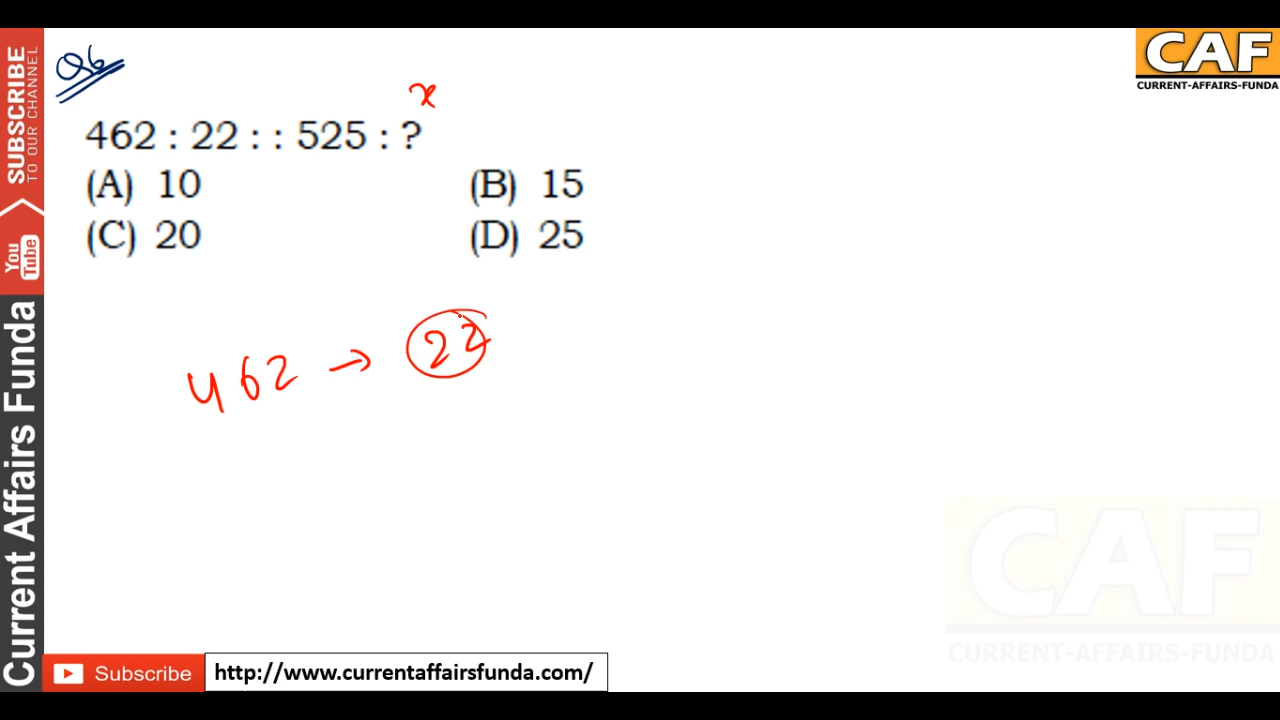 SUBSCRIBE
TO OUR CHANNEL
You
Tube
Current Affairs Funda
Q6
CAF
CURRENT-AFFAIRS-FUNDA
x
462 : 22 : : 525 : ?
(A) 10
(B) 15
(C) 20
(D) 25
462 → 22
CAF
CURRENT-AFFAIRS-FUNDA
Subscribe
http://www.currentaffairsfunda.com/